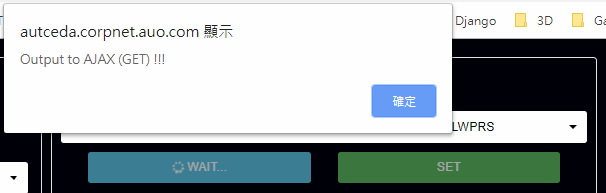 autceda.corpnet.auo.com 顯示
Output to AJAX (GET) !!!
確定
Django
3D
Ga
LWPRS
WAIT...
SET